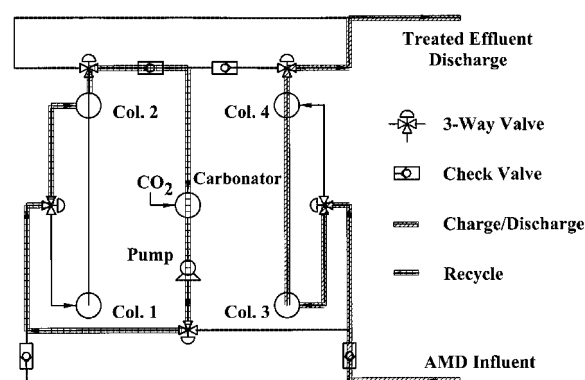 Treated Effluent
Discharge
Col. 2
Col. 4
3-Way Valve
Check Valve
CO2
Carbonator
Charge/Discharge
Pump
Recycle
Col. 1
Col. 3
AMD Influent